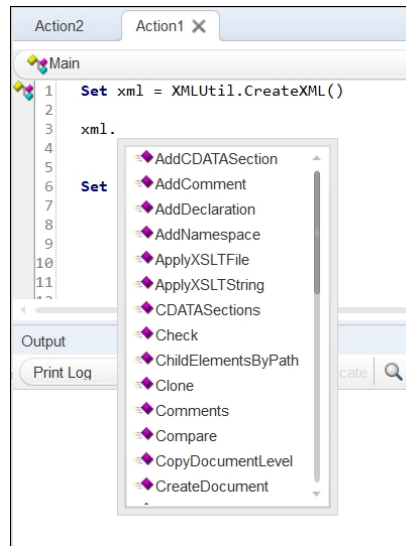 Action2 Action1
Main
1 Set xml = XMLUtil.CreateXML()
2
3 xml.
4
5
6 Set
7
8
9
10
11
AddCDATASection
AddComment
AddDeclaration
AddNamespace
ApplyXSLTFile
ApplyXSLTString
CDATASections
Check
ChildElementsByPath
Clone
Comments
Compare
CopyDocumentLevel
CreateDocument
Output
Print Log